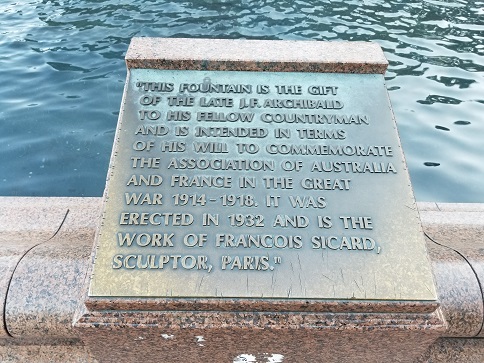 "THIS FOUNTAIN IS THE GIFT
OF THE LATE J.F. ARCHIBALD
TO HIS FELLOW COUNTRYMAN
AND IS INTENDED IN TERMS
OF HIS WILL TO COMMEMORATE
THE ASSOCIATION OF AUSTRALIA
AND FRANCE IN THE GREAT
WAR 1914-1918. IT WAS
ERECTED IN 1932 AND IS THE
WORK OF FRANCOIS SICARD,
SCULPTOR, PARIS."